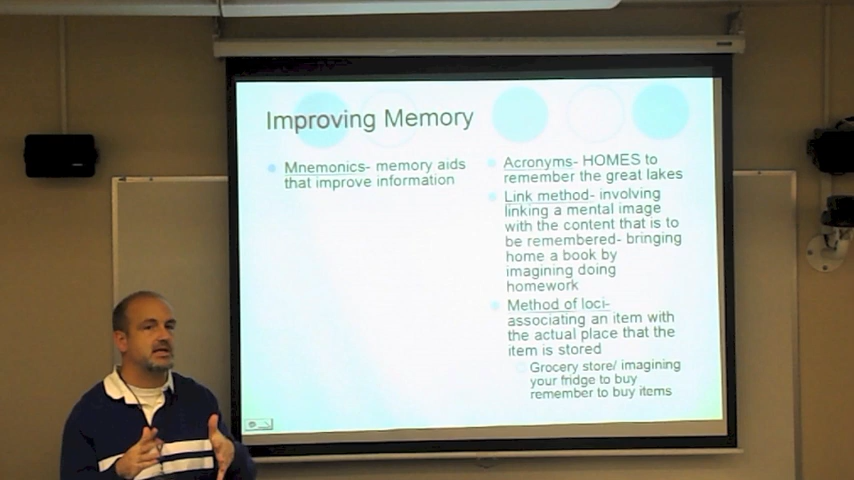 Improving Memory
Mnemonics- memory aids
that improve information
Acronyms- HOMES to
remember the great lakes
Link method- involving
linking a mental image
with the content that is to
be remembered- bringing
home a book by
imagining doing
homework
Method of loci-
associating an item with
the actual place that the
item is stored
Grocery store/ imagining
your fridge to buy
remember to buy items